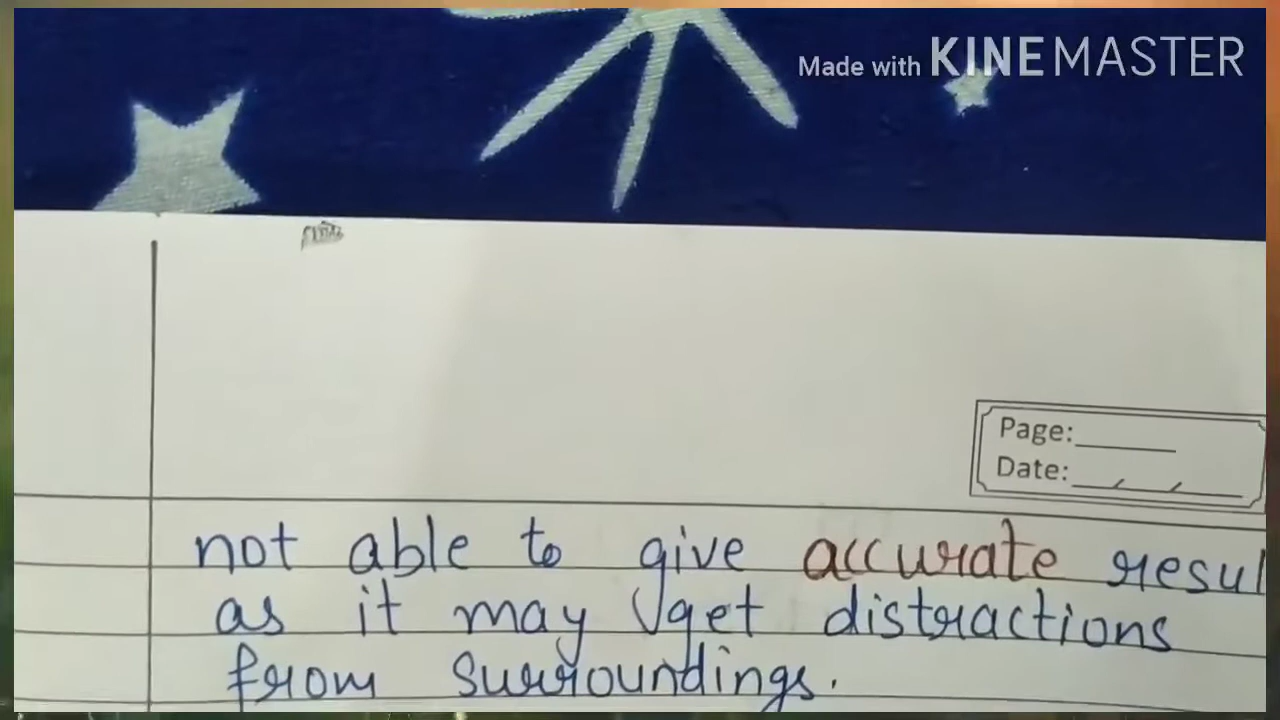 Made with KINEMASTER
Page:
Date:
not able to give accurate resul
as it may get distractions
from surroundings.